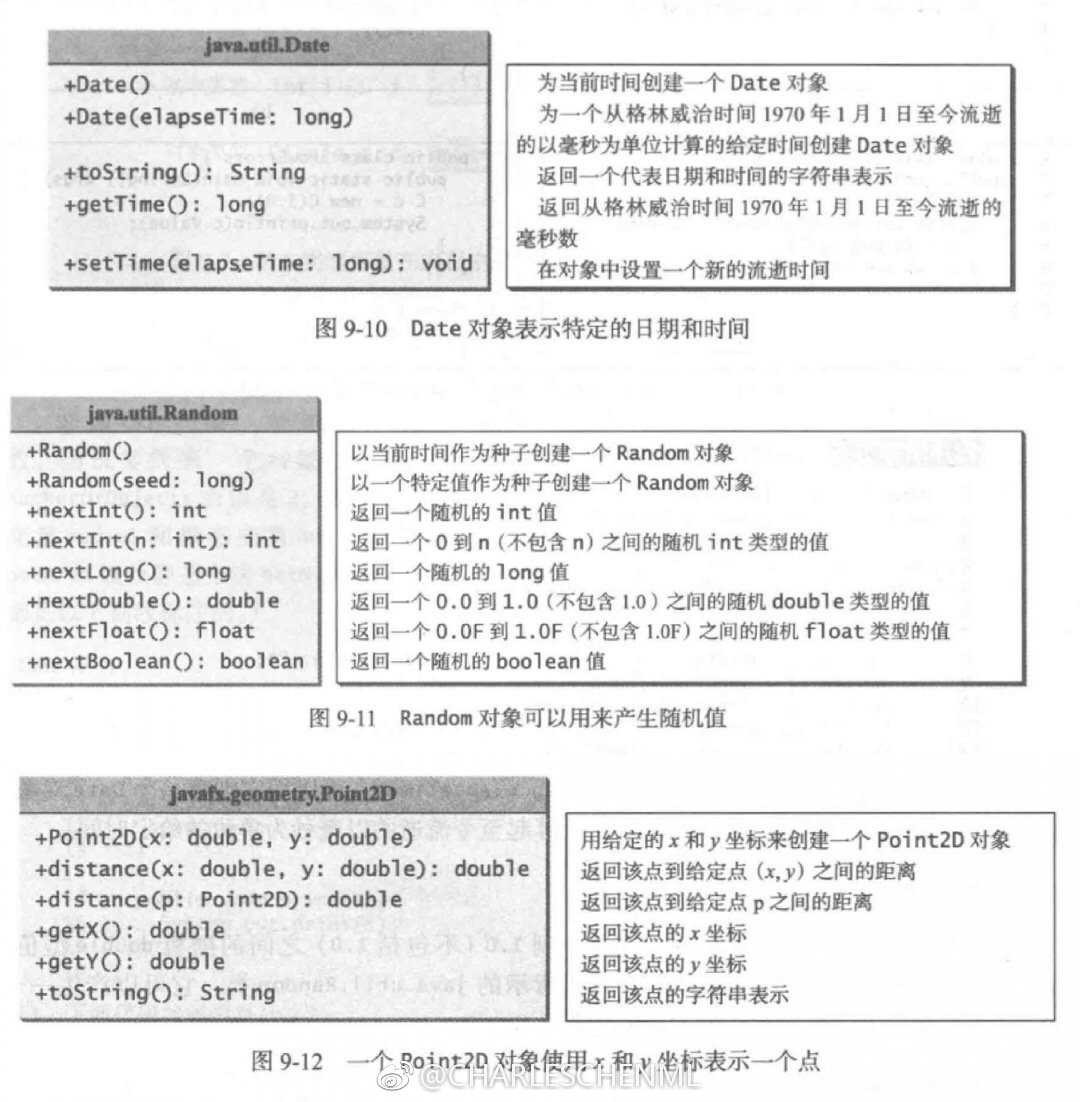 java.util.Date
+Date()
+Date(elapseTime: long)
+toString(): String
+getTime(): long
+setTime(elapseTime: long): void
为当前时间创建一个 Date 对象
为一个从格林威治时间 1970 年 1 月 1 日至今流逝
的以毫秒为单位计算的给定时间创建 Date 对象
返回一个代表日期和时间的字符串表示
返回从格林威治时间 1970 年 1 月 1 日至今流逝的
毫秒数
在对象中设置一个新的流逝时间
图 9-10 Date 对象表示特定的日期和时间
java.util.Random
+Random()
+Random(seed: long)
+nextInt(): int
+nextInt(n: int): int
+nextLong(): long
+nextDouble(): double
+nextFloat(): float
+nextBoolean(): boolean
以当前时间作为种子创建一个 Random 对象
以一个特定值作为种子创建一个 Random 对象
返回一个随机的 int 值
返回一个 0 到 n (不包含 n) 之间的随机 int 类型的值
返回一个随机的 long 值
返回一个 0.0 到 1.0 (不包含 1.0) 之间的随机 double 类型的值
返回一个 0.0F 到 1.0F (不包含 1.0F) 之间的随机 float 类型的值
返回一个随机的 boolean 值
图 9-11 Random 对象可以用来产生随机值
javafx.geometry.Point2D
+Point2D(x: double, y: double)
+distance(x: double, y: double): double
+distance(p: Point2D): double
+getX(): double
+getY(): double
+toString(): String
用给定的 x 和 y 坐标来创建一个 Point2D 对象
返回该点到给定点 (x, y) 之间的距离
返回该点到给定点 p 之间的距离
返回该点的 x 坐标
返回该点的 y 坐标
返回该点的字符串表示
图 9-12 一个 Point2D 对象使用 x 和 y 坐标表示一个点
@CHARLESCHENML